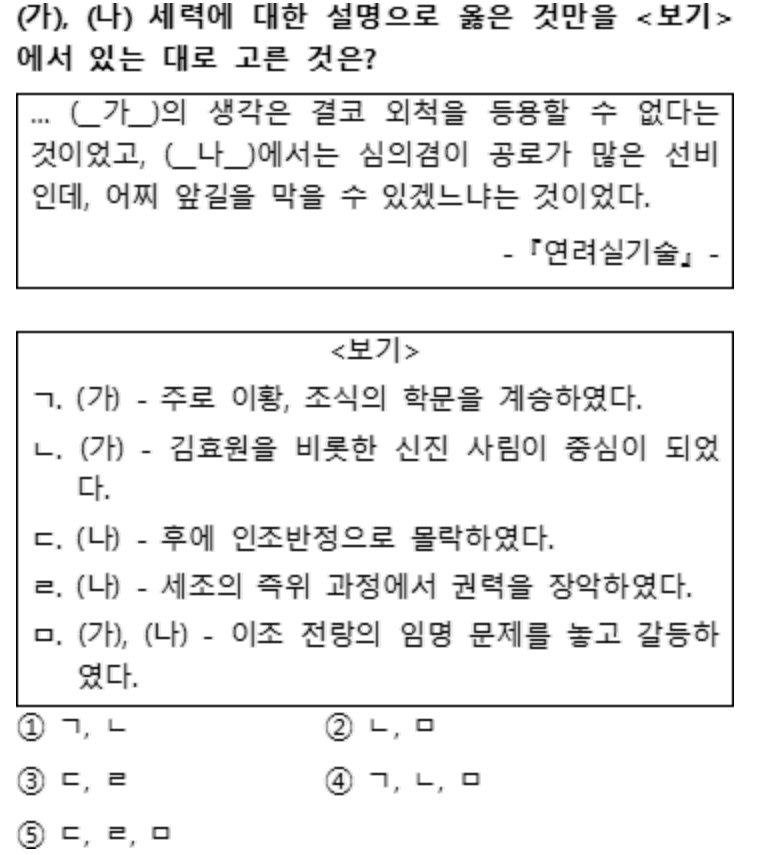 (가), (나) 세력에 대한 설명으로 옳은 것만을 <보기>
에서 있는 대로 고른 것은?
... (_가_)의 생각은 결코 외척을 등용할 수 없다는
것이었고, (_나_)에서는 심의겸이 공로가 많은 선비
인데, 어찌 앞길을 막을 수 있겠느냐는 것이었다.
- 『연려실기술』 -
<보기>
ㄱ. (가) - 주로 이황, 조식의 학문을 계승하였다.
ㄴ. (가) - 김효원을 비롯한 신진 사림이 중심이 되었
다.
ㄷ. (나) - 후에 인조반정으로 몰락하였다.
ㄹ. (나) - 세조의 즉위 과정에서 권력을 장악하였다.
ㅁ. (가), (나) - 이조 전랑의 임명 문제를 놓고 갈등하
였다.
① ㄱ, ㄴ ② ㄴ, ㅁ
③ ㄷ, ㄹ ④ ㄱ, ㄴ, ㅁ
⑤ ㄷ, ㄹ, ㅁ